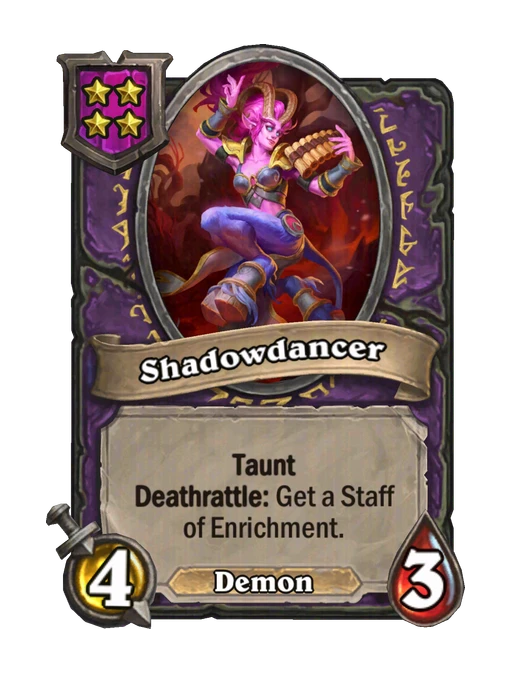 Shadowdancer
Taunt
Deathrattle: Get a Staff
of Enrichment.
4
Demon
3